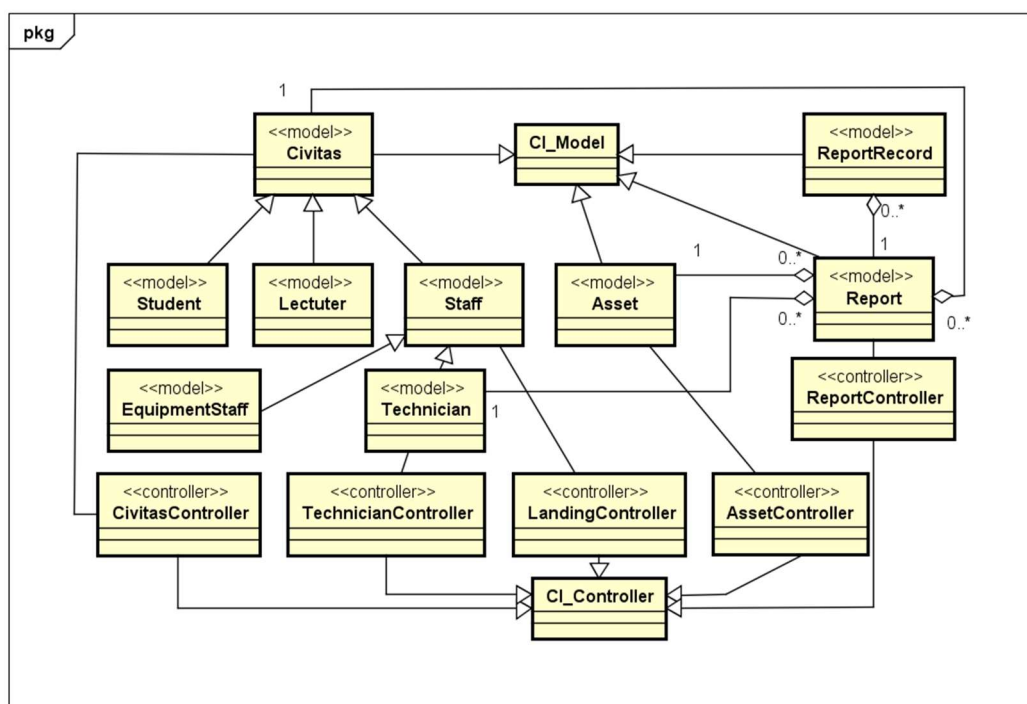 pkg
1
<<model>>
Civitas
CI_Model
<<model>>
ReportRecord
0..*
1
1
0..*
<<model>>
Student
<<model>>
Lectuter
<<model>>
Staff
<<model>>
Asset
<<model>>
Report
0..*
0..*
<<model>>
EquipmentStaff
<<model>>
Technician
1
<<controller>>
ReportController
<<controller>>
CivitasController
<<controller>>
TechnicianController
<<controller>>
LandingController
<<controller>>
AssetController
CI_Controller